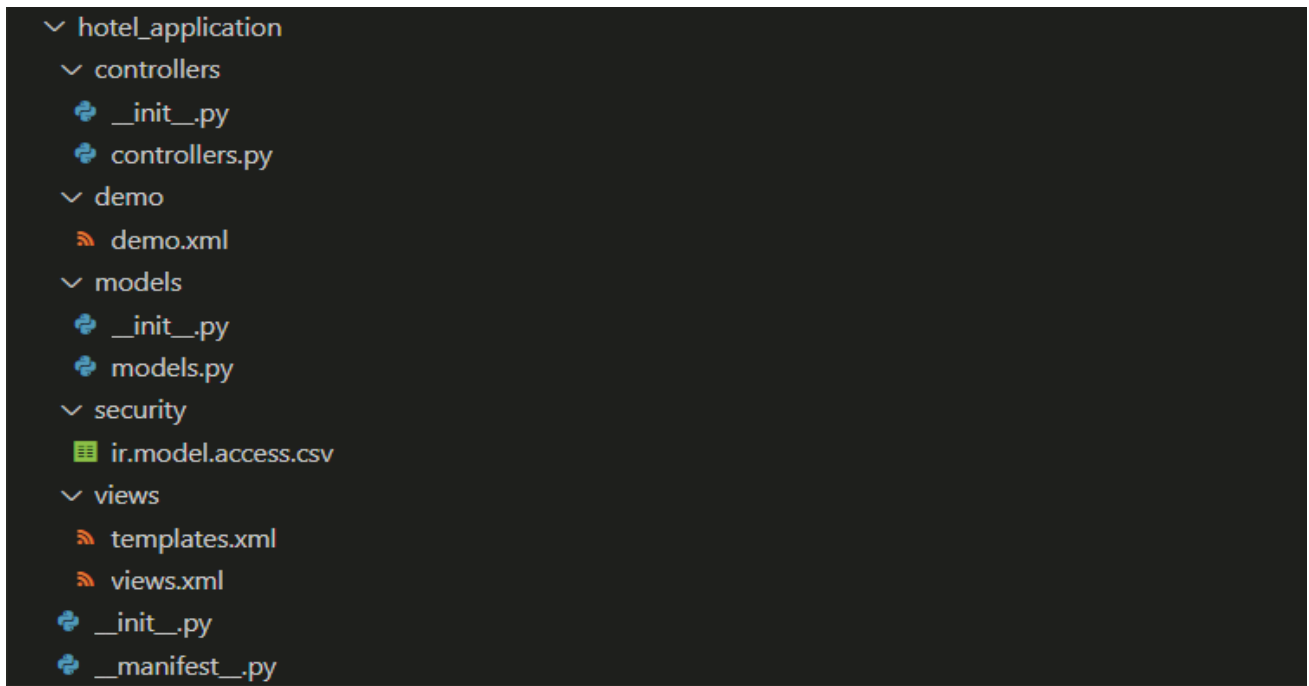 hotel_application
controllers
__init__.py
controllers.py
demo
demo.xml
models
__init__.py
models.py
security
ir.model.access.csv
views
templates.xml
views.xml
__init__.py
__manifest__.py